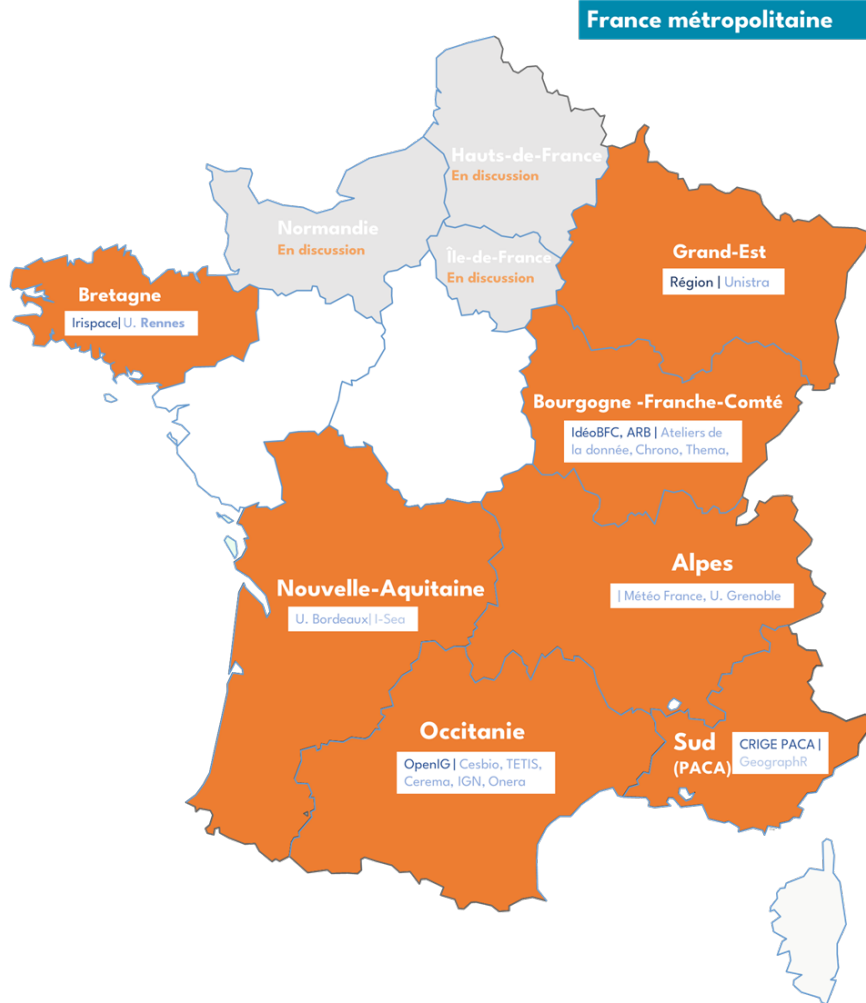 France métropolitaine
Hauts-de-France
En discussion
Normandie
En discussion
Île-de-France
En discussion
Grand-Est
Région | Unistra
Bretagne
Irispace| U. Rennes
Bourgogne -Franche-Comté
IdéoBFC, ARB | Ateliers de
la donnée, Chrono, Thema,
Alpes
| Météo France, U. Grenoble
Nouvelle-Aquitaine
U. Bordeaux| I-Sea
Occitanie
OpenIG | Cesbio, TETIS,
Cerema, IGN, Onera
Sud
(PACA)
CRIGE PACA |
GeographR